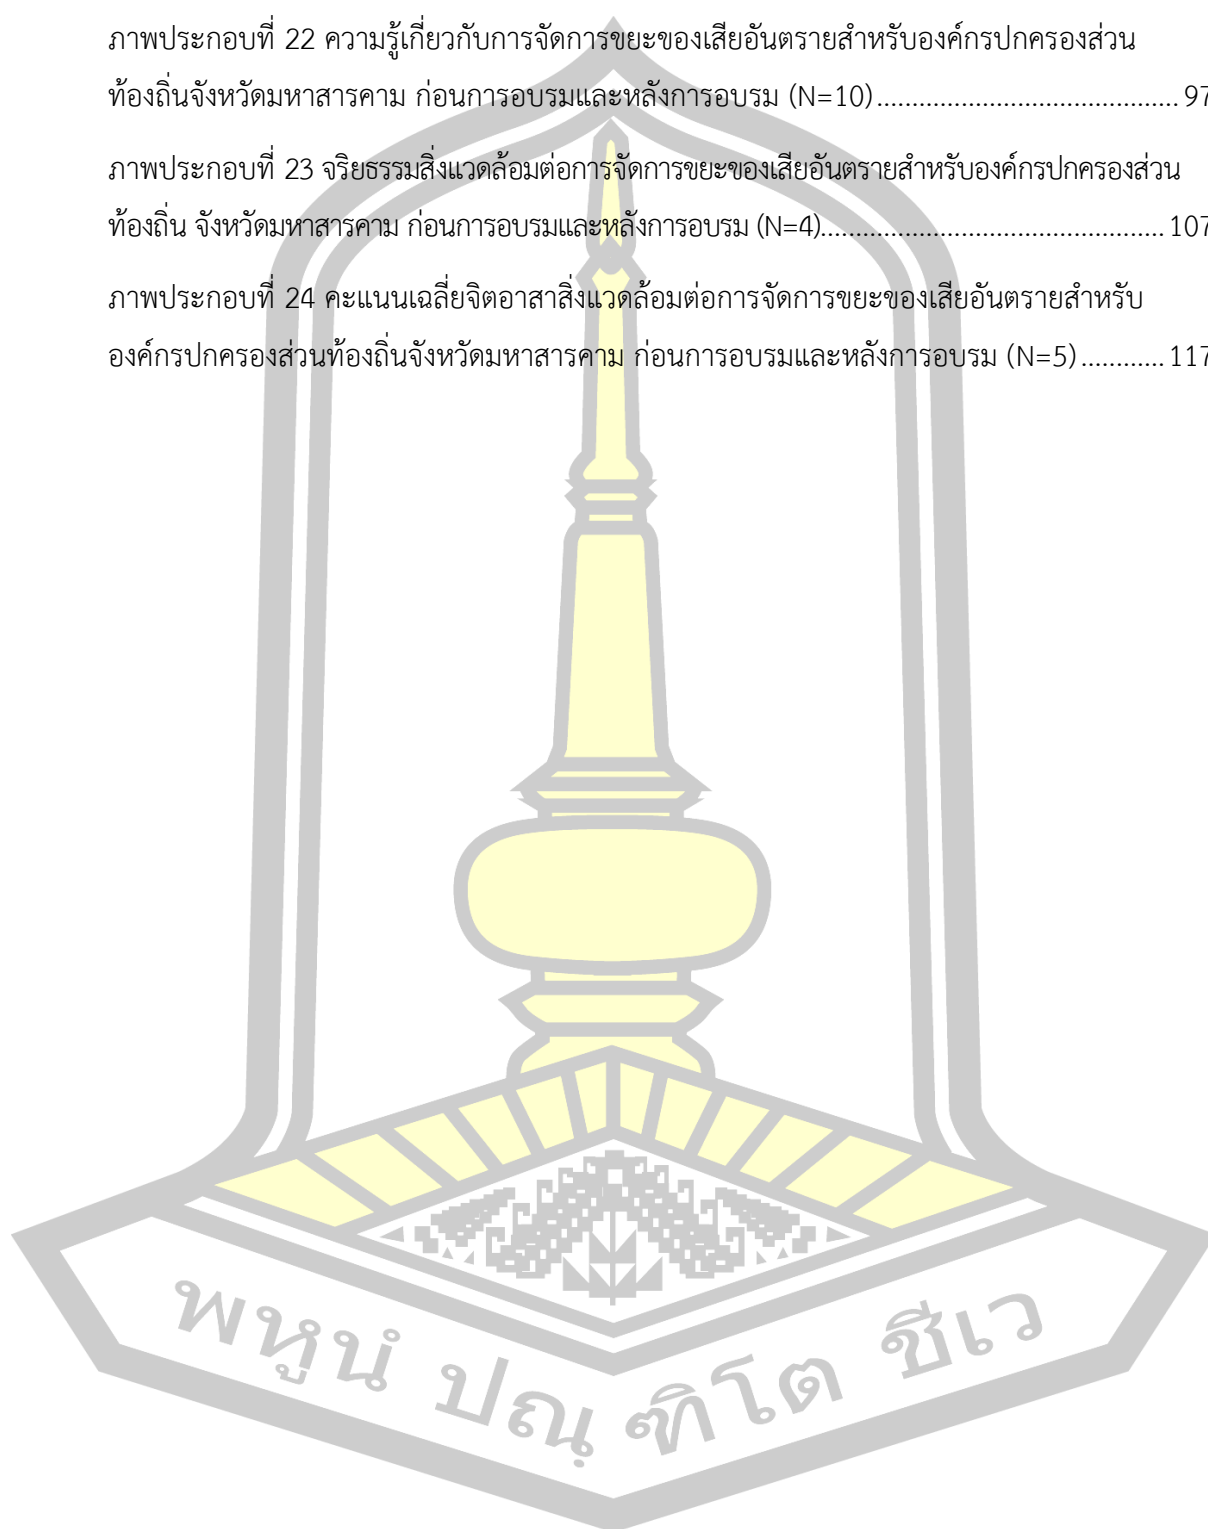 ภาพประกอบที่ 22 ความรู้เกี่ยวกับการจัดการขยะของเสียอันตรายสำหรับองค์กรปกครองส่วน
ท้องถิ่นจังหวัดมหาสารคาม ก่อนการอบรมและหลังการอบรม (N=10)........................................ 97
ภาพประกอบที่ 23 จริยธรรมสิ่งแวดล้อมต่อการจัดการขยะของเสียอันตรายสำหรับองค์กรปกครองส่วน
ท้องถิ่น จังหวัดมหาสารคาม ก่อนการอบรมและหลังการอบรม (N=4)............................................... 107
ภาพประกอบที่ 24 คะแนนเฉลี่ยจิตอาสาสิ่งแวดล้อมต่อการจัดการขยะของเสียอันตรายสำหรับ
องค์กรปกครองส่วนท้องถิ่นจังหวัดมหาสารคาม ก่อนการอบรมและหลังการอบรม (N=5)............ 117
พหูนํ ปณฺฑิโต ชีเว